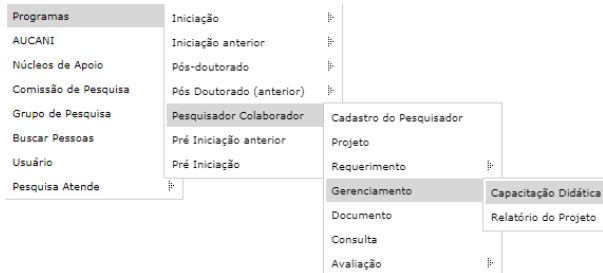 Programas
AUCANI
Núcleos de Apoio
Comissão de Pesquisa
Grupo de Pesquisa
Buscar Pessoas
Usuário
Pesquisa Atende
Iniciação
Iniciação anterior
Pós-doutorado
Pós Doutorado (anterior)
Pesquisador Colaborador
Pré Iniciação anterior
Pré Iniciação
Cadastro do Pesquisador
Projeto
Requerimento
Gerenciamento
Documento
Consulta
Avaliação
Capacitação Didática
Relatório do Projeto